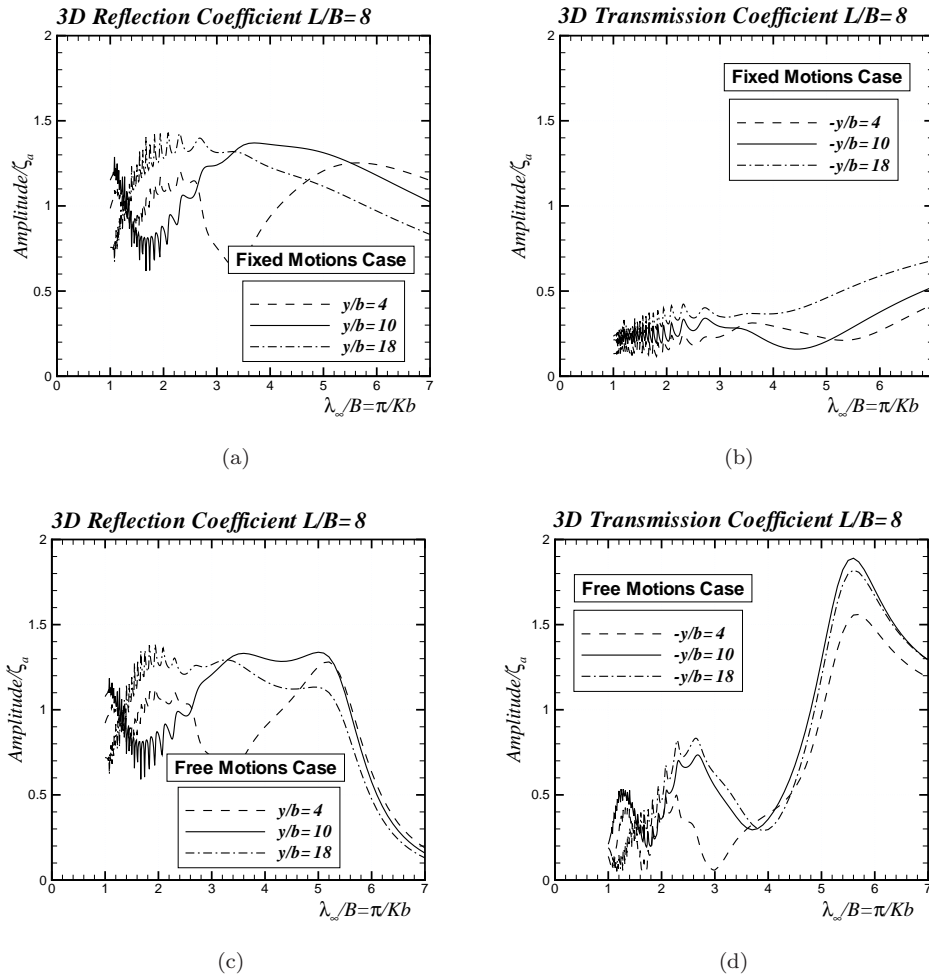 3D Reflection Coefficient L/B=8
Amplitude/ζa
2
1.5
1
0.5
0
Fixed Motions Case
y/b=4
y/b=10
y/b=18
0 1 2 3 4 5 6 7
λ∞/B=π/Kb
(a)
3D Transmission Coefficient L/B=8
Amplitude/ζa
2
1.5
1
0.5
0
Fixed Motions Case
-y/b=4
-y/b=10
-y/b=18
0 1 2 3 4 5 6 7
λ∞/B=π/Kb
(b)
3D Reflection Coefficient L/B=8
Amplitude/ζa
2
1.5
1
0.5
0
Free Motions Case
y/b=4
y/b=10
y/b=18
0 1 2 3 4 5 6 7
λ∞/B=π/Kb
(c)
3D Transmission Coefficient L/B=8
Amplitude/ζa
2
1.5
1
0.5
0
Free Motions Case
-y/b=4
-y/b=10
-y/b=18
0 1 2 3 4 5 6 7
λ∞/B=π/Kb
(d)